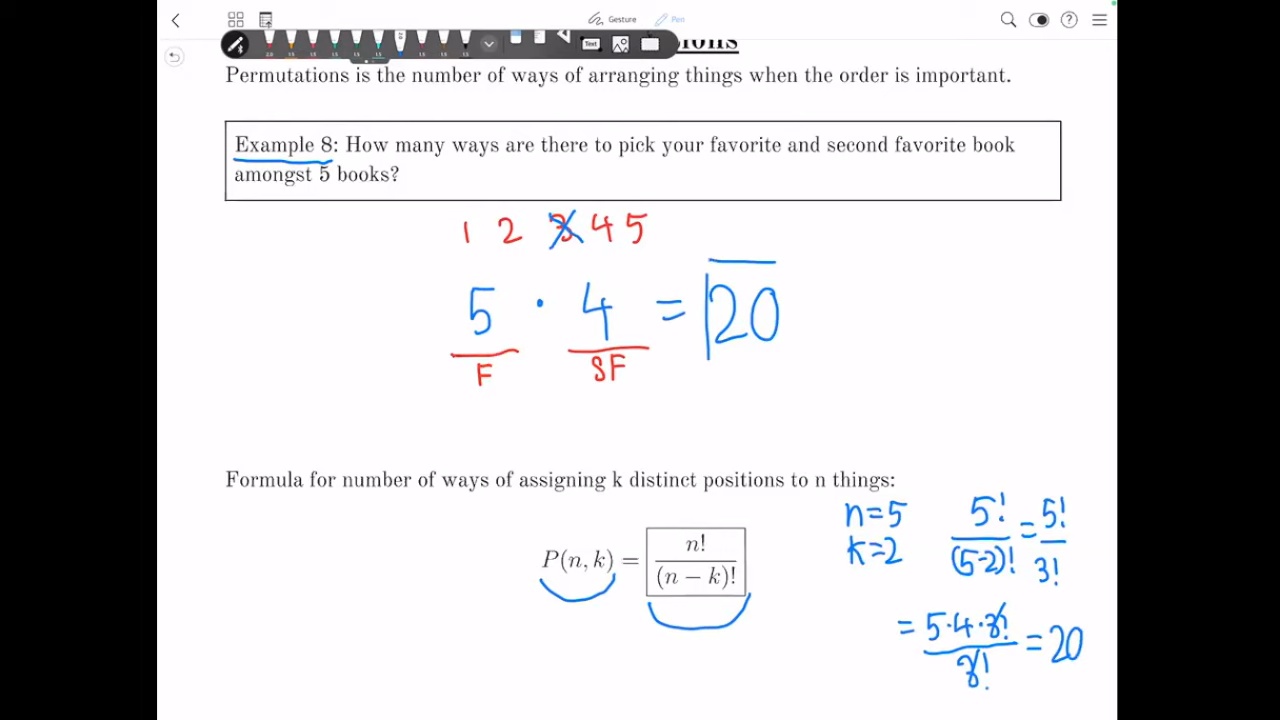 Gesture Pen
Text
Permutations is the number of ways of arranging things when the order is important.
Example 8: How many ways are there to pick your favorite and second favorite book
amongst 5 books?
1 2 3 4 5
5 · 4 = 20
F SF
Formula for number of ways of assigning k distinct positions to n things:
P(n, k) = n! / (n − k)!
n=5
k=2
5! / (5-2)! = 5! / 3!
= 5·4·3! / 3! = 20